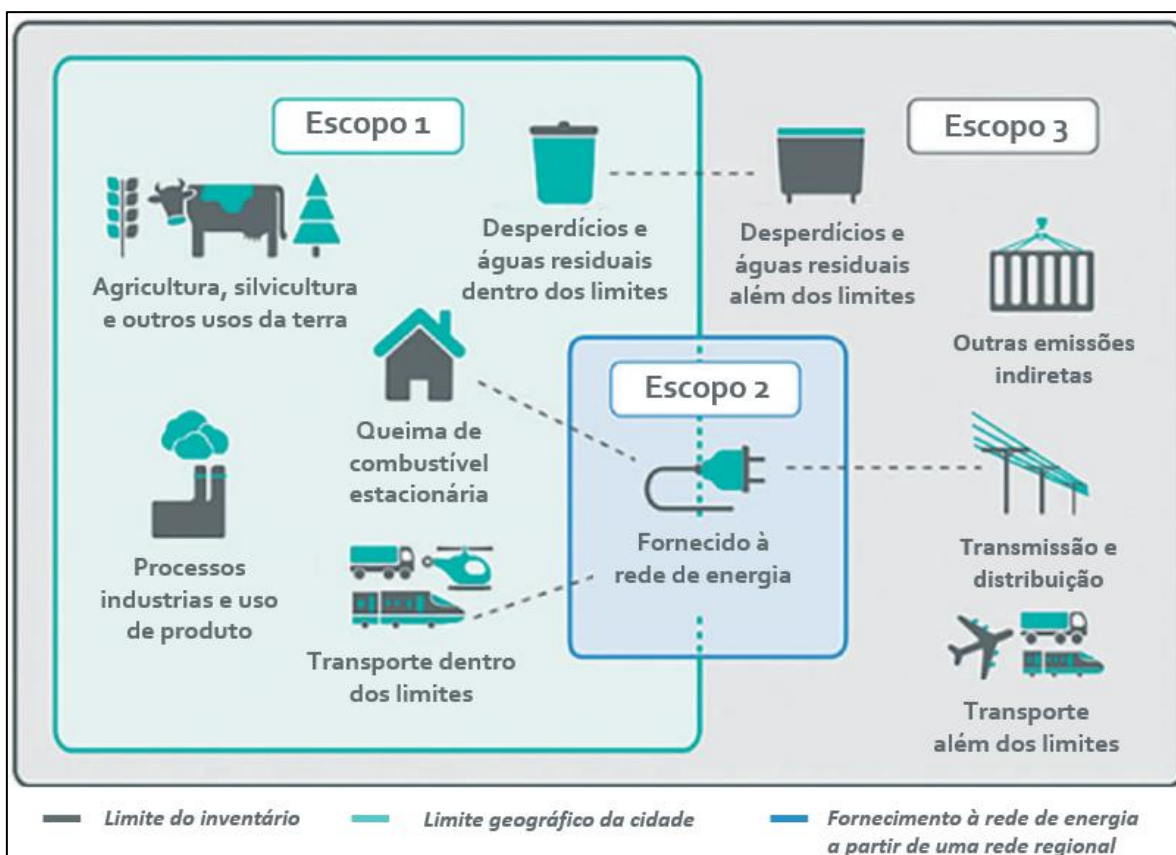 Escopo 1
Escopo 3
Desperdícios e
águas residuais
dentro dos limites
Desperdícios e
águas residuais
além dos limites
Agricultura, silvicultura
e outros usos da terra
Outras emissões
indiretas
Escopo 2
Queima de
combustível
estacionária
Fornecido à
rede de energia
Processos
industrias e uso
de produto
Transmissão e
distribuição
Transporte dentro
dos limites
Transporte
além dos limites
Limite do inventário
Limite geográfico da cidade
Fornecimento à rede de energia
a partir de uma rede regional